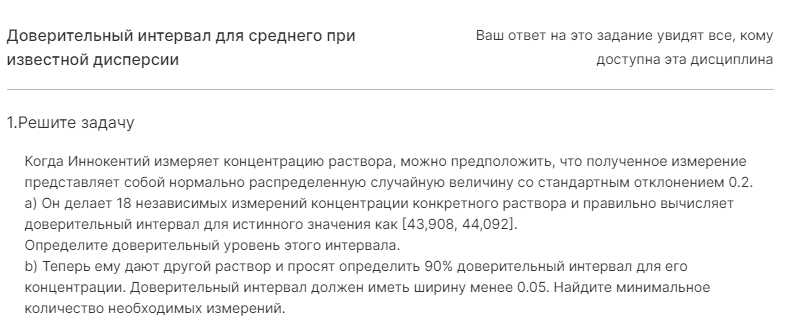 Доверительный интервал для среднего при
известной дисперсии
Ваш ответ на это задание увидят все, кому
доступна эта дисциплина
1.Решите задачу
Когда Иннокентий измеряет концентрацию раствора, можно предположить, что полученное измерение
представляет собой нормально распределенную случайную величину со стандартным отклонением 0.2.
a) Он делает 18 независимых измерений концентрации конкретного раствора и правильно вычисляет
доверительный интервал для истинного значения как [43,908, 44,092].
Определите доверительный уровень этого интервала.
b) Теперь ему дают другой раствор и просят определить 90% доверительный интервал для его
концентрации. Доверительный интервал должен иметь ширину менее 0.05. Найдите минимальное
количество необходимых измерений.